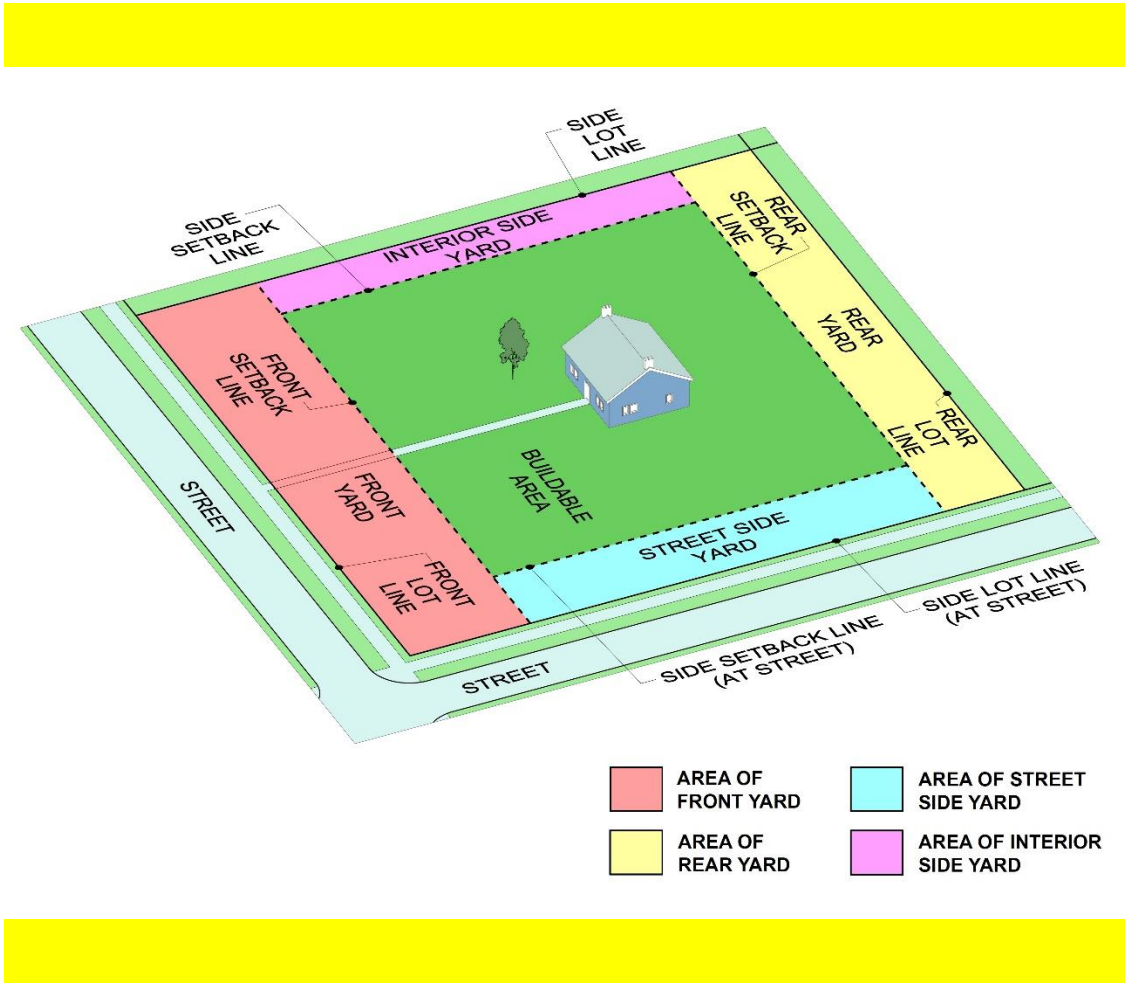 SIDE
LOT
LINE
SIDE
SETBACK
LINE
INTERIOR SIDE
YARD
REAR
SETBACK
LINE
REAR
YARD
REAR
LOT
LINE
FRONT
SETBACK
LINE
BUILDABLE
AREA
STREET
FRONT
YARD
FRONT
LOT
LINE
STREET SIDE
YARD
SIDE LOT LINE
(AT STREET)
SIDE SETBACK LINE
(AT STREET)
STREET
AREA OF
FRONT YARD
AREA OF STREET
SIDE YARD
AREA OF
REAR YARD
AREA OF INTERIOR
SIDE YARD